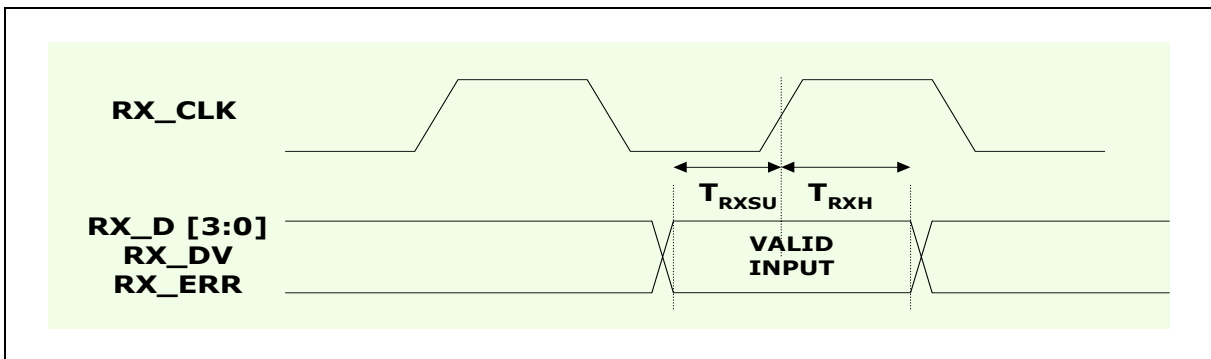 RX_CLK
T_RXSU T_RXH
RX_D [3:0]
RX_DV
RX_ERR
VALID
INPUT